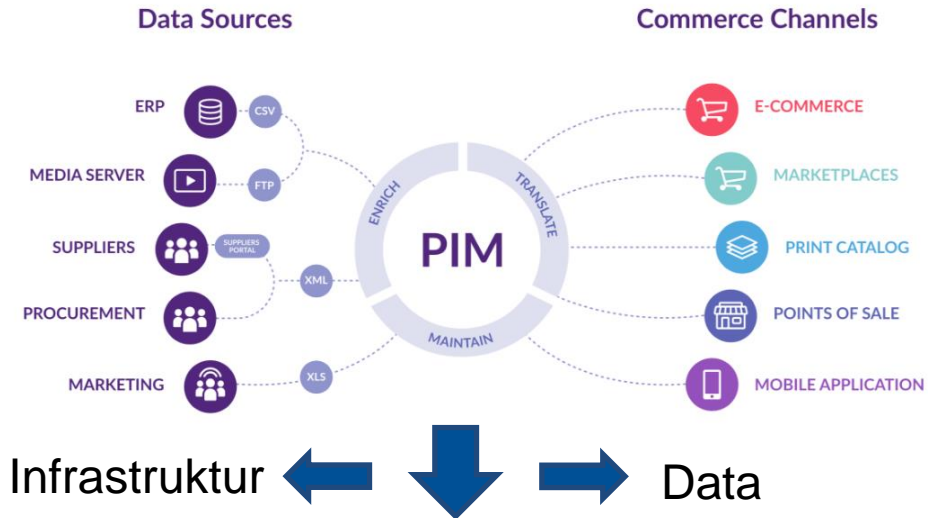 Data Sources
Commerce Channels
ERP
CSV
MEDIA SERVER
FTP
SUPPLIERS
SUPPLIERS
PORTAL
PROCUREMENT
XML
MARKETING
XLS
ENRICH
TRANSLATE
PIM
MAINTAIN
E-COMMERCE
MARKETPLACES
PRINT CATALOG
POINTS OF SALE
MOBILE APPLICATION
Infrastruktur
Data